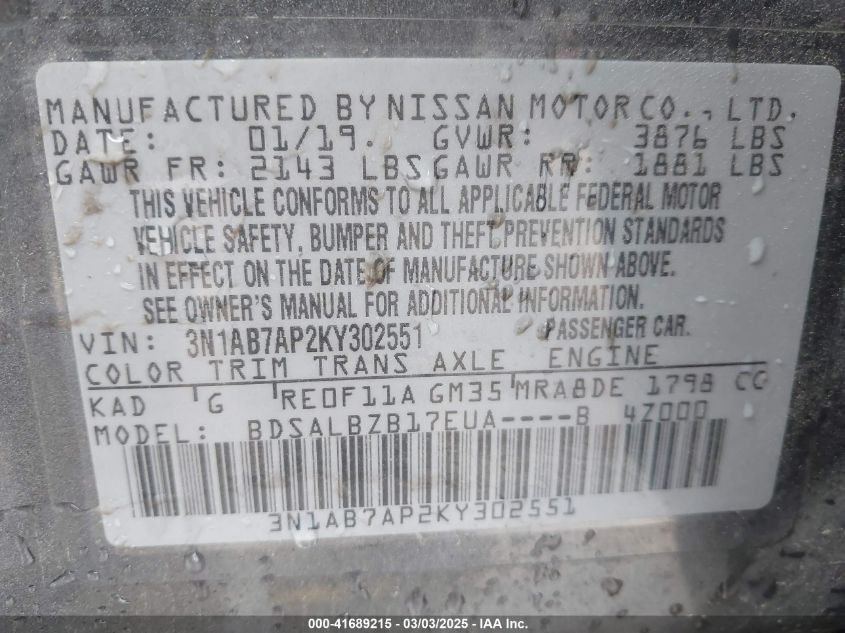 MANUFACTURED BY NISSAN MOTOR CO., LTD.
DATE: 01/19. GVWR: 3876 LBS
GAWR FR: 2143 LBS GAWR RR: 1881 LBS
THIS VEHICLE CONFORMS TO ALL APPLICABLE FEDERAL MOTOR
VEHICLE SAFETY, BUMPER AND THEFT PREVENTION STANDARDS
IN EFFECT ON THE DATE OF MANUFACTURE SHOWN ABOVE.
SEE OWNER'S MANUAL FOR ADDITIONAL INFORMATION.
VIN: 3N1AB7AP2KY302551 PASSENGER CAR.
COLOR TRIM TRANS AXLE ENGINE
KAD G RE0F11A GM35 MRA8DE 1798 CC
MODEL: BDSALBZB17EUA----B 4Z000
3N1AB7AP2KY302551
000-41689215 - 03/03/2025 - IAA Inc.